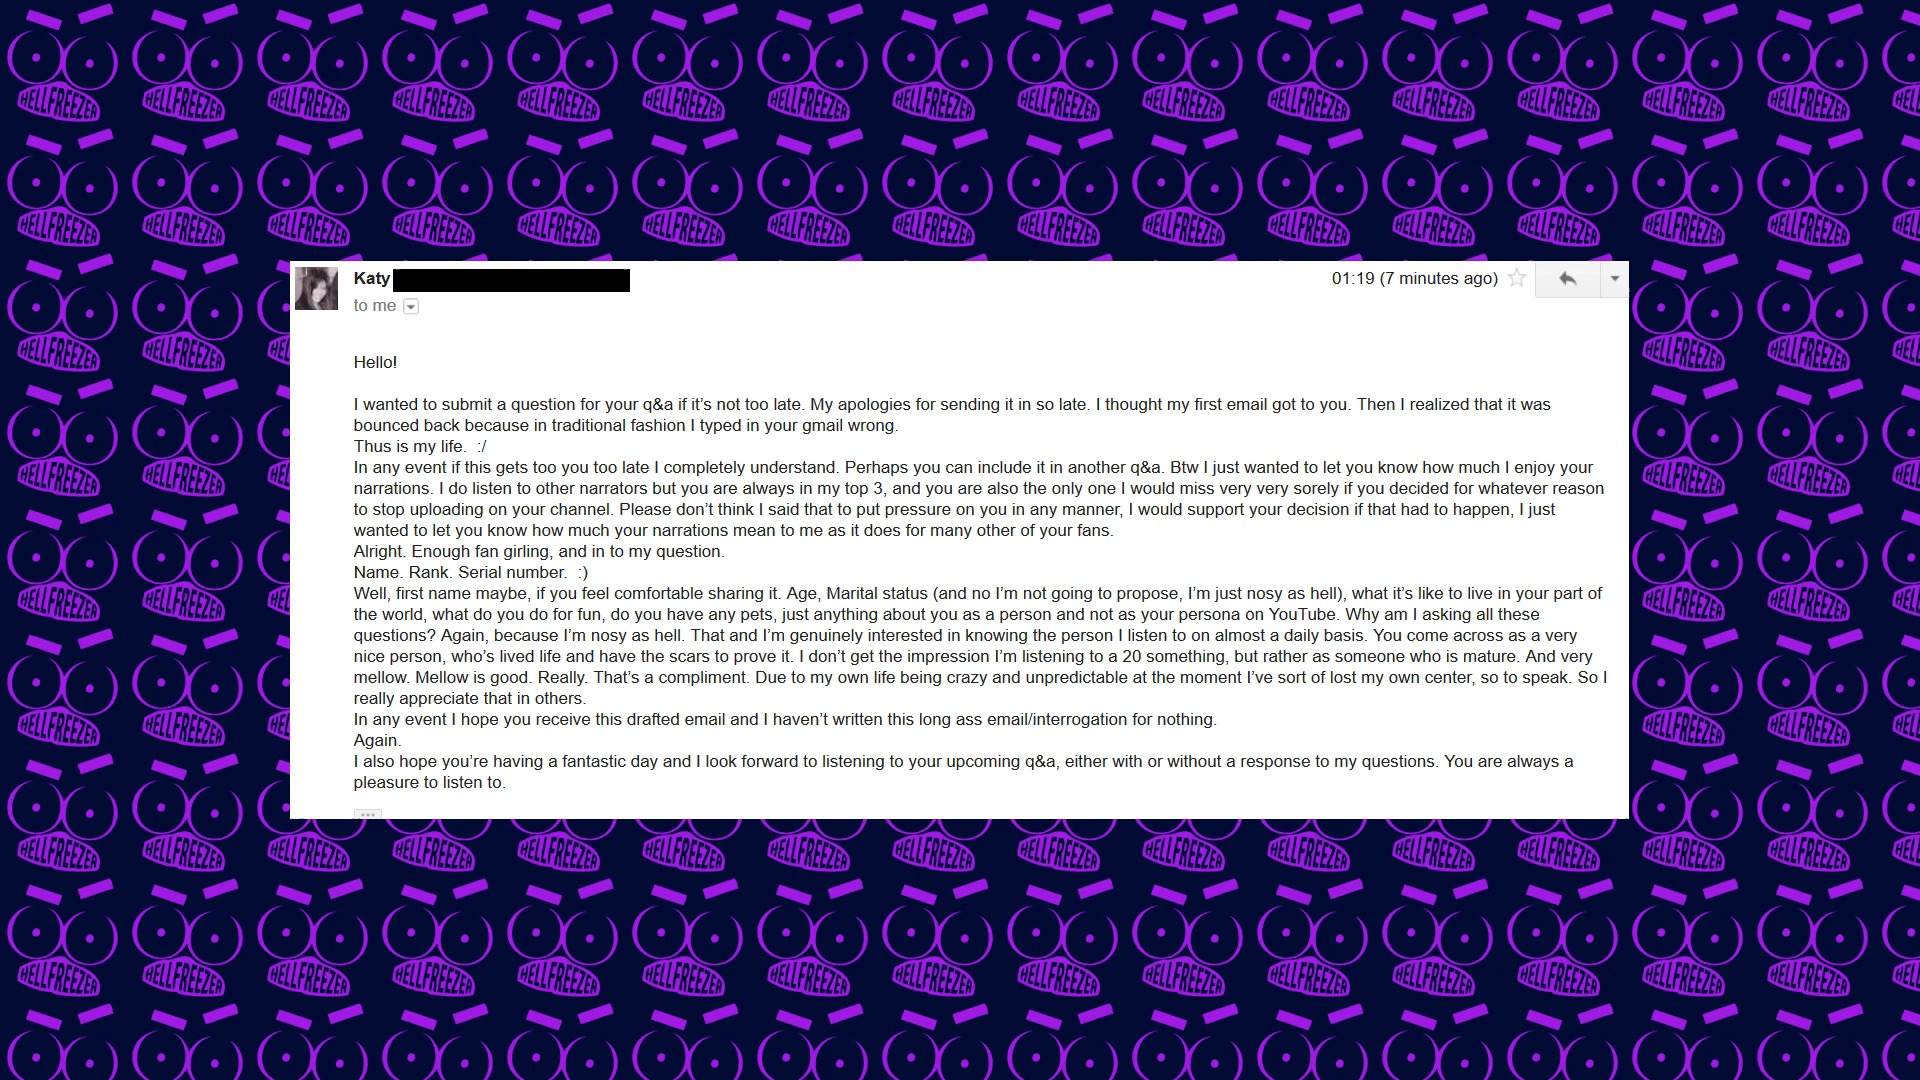 Katy
01:19 (7 minutes ago)
to me
Hello!
I wanted to submit a question for your q&a if it’s not too late. My apologies for sending it in so late. I thought my first email got to you. Then I realized that it was
bounced back because in traditional fashion I typed in your gmail wrong.
Thus is my life.  :/
In any event if this gets too you too late I completely understand. Perhaps you can include it in another q&a. Btw I just wanted to let you know how much I enjoy your
narrations. I do listen to other narrators but you are always in my top 3, and you are also the only one I would miss very very sorely if you decided for whatever reason
to stop uploading on your channel. Please don’t think I said that to put pressure on you in any manner, I would support your decision if that had to happen, I just
wanted to let you know how much your narrations mean to me as it does for many other of your fans.
Alright. Enough fan girling, and in to my question.
Name. Rank. Serial number.  :)
Well, first name maybe, if you feel comfortable sharing it. Age, Marital status (and no I’m not going to propose, I’m just nosy as hell), what it’s like to live in your part of
the world, what do you do for fun, do you have any pets, just anything about you as a person and not as your persona on YouTube. Why am I asking all these
questions? Again, because I’m nosy as hell. That and I’m genuinely interested in knowing the person I listen to on almost a daily basis. You come across as a very
nice person, who’s lived life and have the scars to prove it. I don’t get the impression I’m listening to a 20 something, but rather as someone who is mature. And very
mellow. Mellow is good. Really. That’s a compliment. Due to my own life being crazy and unpredictable at the moment I’ve sort of lost my own center, so to speak. So I
really appreciate that in others.
In any event I hope you receive this drafted email and I haven’t written this long ass email/interrogation for nothing.
Again.
I also hope you’re having a fantastic day and I look forward to listening to your upcoming q&a, either with or without a response to my questions. You are always a
pleasure to listen to.
HELLFREEZER